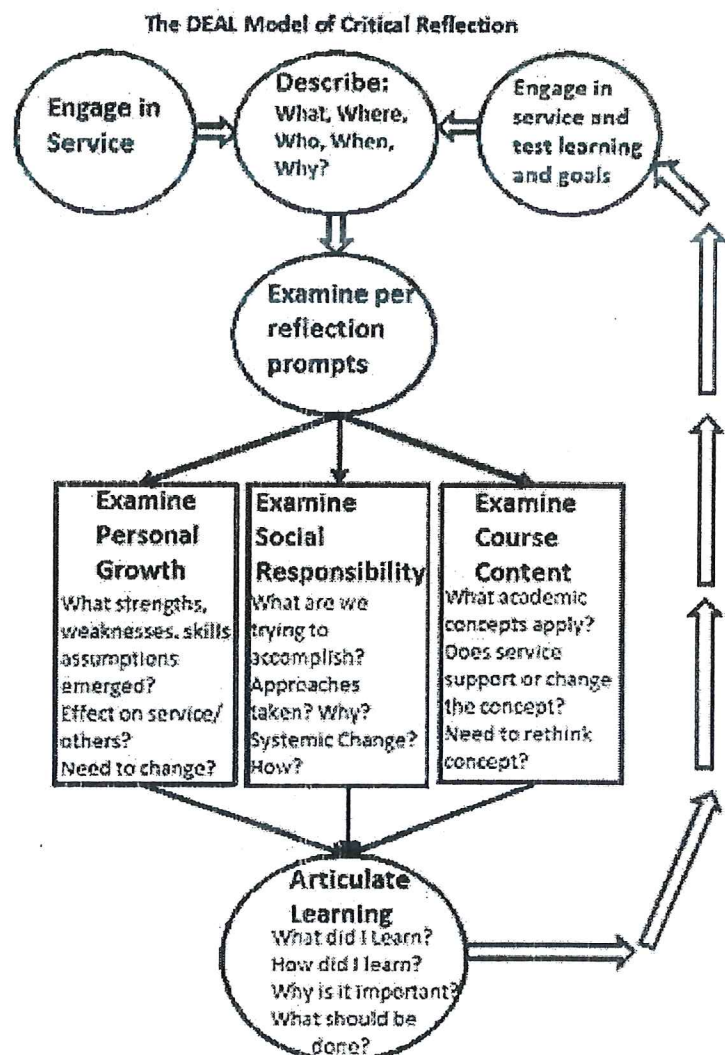 The DEAL Model of Critical Reflection
Engage in
Service
Describe:
What, Where,
Who, When,
Why?
Engage in
service and
test learning
and goals
Examine per
reflection
prompts
Examine
Personal
Growth
What strengths,
weaknesses. skills
assumptions
emerged?
Effect on service/
others?
Need to change?
Examine
Social
Responsibility
What are we
trying to
accomplish?
Approaches
taken? Why?
Systemic Change?
How?
Examine
Course
Content
What academic
concepts apply?
Does service
support or change
the concept?
Need to rethink
concept?
Articulate
Learning
What did I Learn?
How did I learn?
Why is it important?
What should be
done?